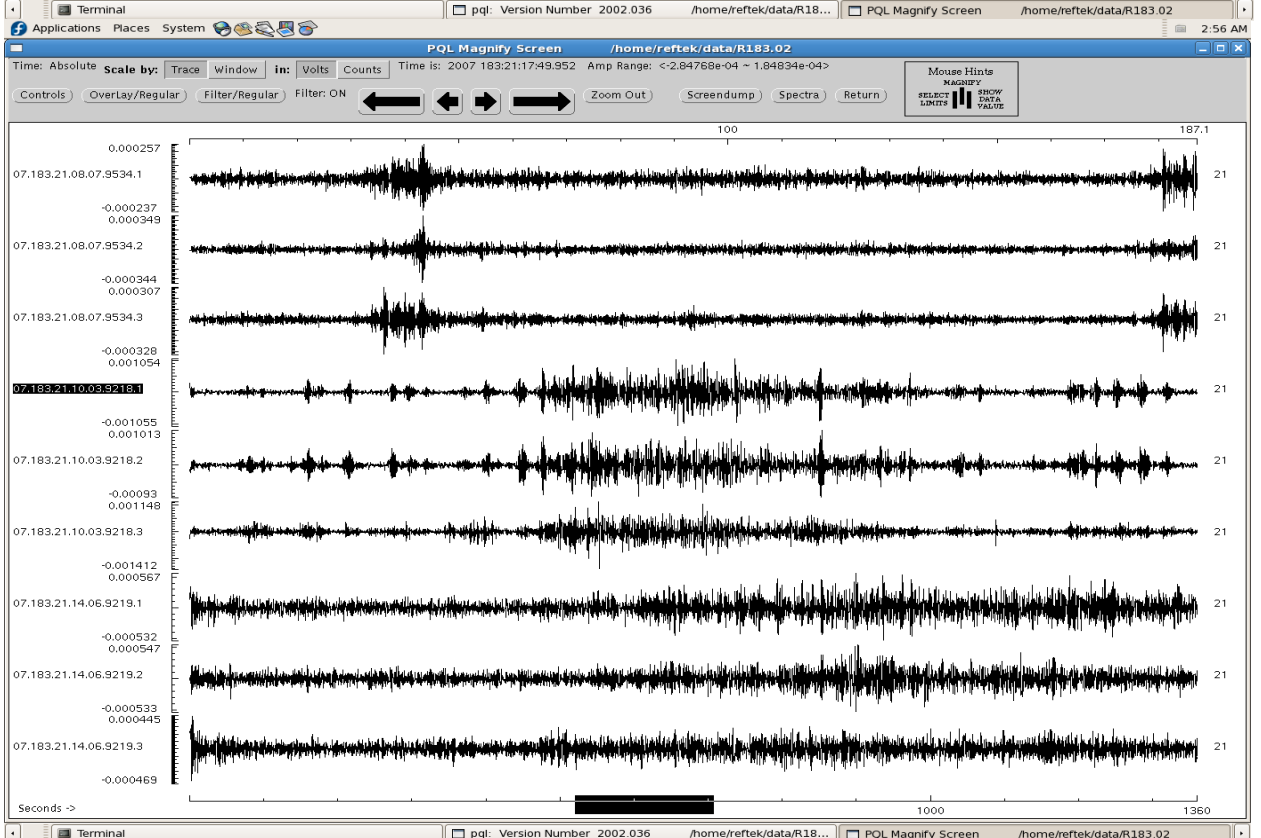 Terminal pql: Version Number 2002.036 /home/reftek/data/R18... PQL Magnify Screen /home/reftek/data/R183.02
Applications Places System 2:56 AM
PQL Magnify Screen /home/reftek/data/R183.02
Time: Absolute Scale by: Trace Window in: Volts Counts Time is: 2007 183:21:17:49.952 Amp Range: <-2.84768e-04 ~ 1.84834e-04>
Mouse Hints
MAGNIFY
SELECT LIMITS
SHOW DATA VALUE
Controls OverLay/Regular Filter/Regular Filter: ON Zoom Out Screendump Spectra Return
100 187.1
0.000257
07.183.21.08.07.9534.1 21
-0.000237
0.000349
07.183.21.08.07.9534.2 21
-0.000344
0.000307
07.183.21.08.07.9534.3 21
-0.000328
0.001054
07.183.21.10.03.9218.1 21
-0.001055
0.001013
07.183.21.10.03.9218.2 21
-0.00093
0.001148
07.183.21.10.03.9218.3 21
-0.001412
0.000567
07.183.21.14.06.9219.1 21
-0.000532
0.000547
07.183.21.14.06.9219.2 21
-0.000533
0.000445
07.183.21.14.06.9219.3 21
-0.000469
Seconds -> 1000 1360
Terminal pql: Version Number 2002.036 /home/reftek/data/R18... PQL Magnify Screen /home/reftek/data/R183.02